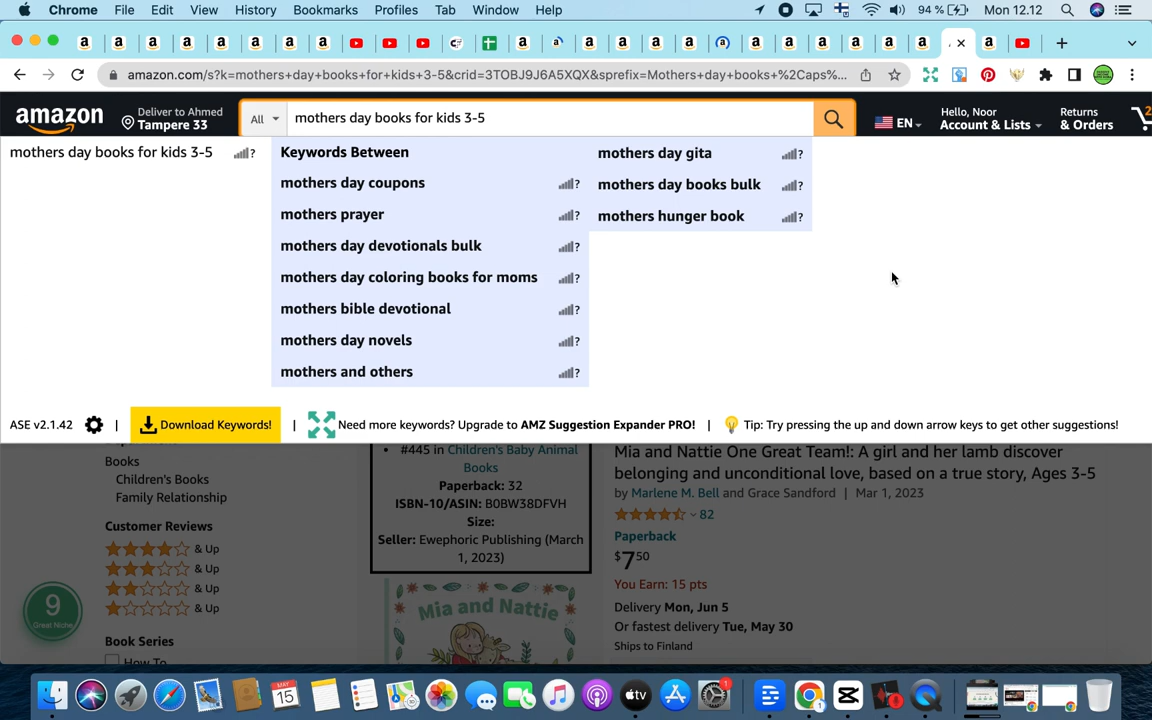 Chrome File Edit View History Bookmarks Profiles Tab Window Help 94 % Mon 12.12
amazon.com/s?k=mothers+day+books+for+kids+3-5&crid=3TOBJ9J6A5XQX&sprefix=Mothers+day+books+%2Caps%...
amazon
Deliver to Ahmed
Tampere 33
All
mothers day books for kids 3-5
EN
Hello, Noor
Account & Lists
Returns
& Orders
2
mothers day books for kids 3-5 ?
Keywords Between
mothers day coupons ?
mothers prayer ?
mothers day devotionals bulk ?
mothers day coloring books for moms ?
mothers bible devotional ?
mothers day novels ?
mothers and others ?
mothers day gita ?
mothers day books bulk ?
mothers hunger book ?
ASE v2.1.42 | Download Keywords! | Need more keywords? Upgrade to AMZ Suggestion Expander PRO! | Tip: Try pressing the up and down arrow keys to get other suggestions!
Books
Children's Books
Family Relationship
Customer Reviews
& Up
& Up
& Up
& Up
Book Series
How To
9
Great Niche
#445 in Children's Baby Animal
Books
Paperback: 32
ISBN-10/ASIN: B0BW38DFVH
Size:
Seller: Ewephoric Publishing (March
1, 2023)
Mia and Nattie
Mia and Nattie One Great Team!: A girl and her lamb discover
belonging and unconditional love, based on a true story, Ages 3-5
by Marlene M. Bell and Grace Sandford | Mar 1, 2023
82
Paperback
$7.50
You Earn: 15 pts
Delivery Mon, Jun 5
Or fastest delivery Tue, May 30
Ships to Finland
MAY
15
tv
1